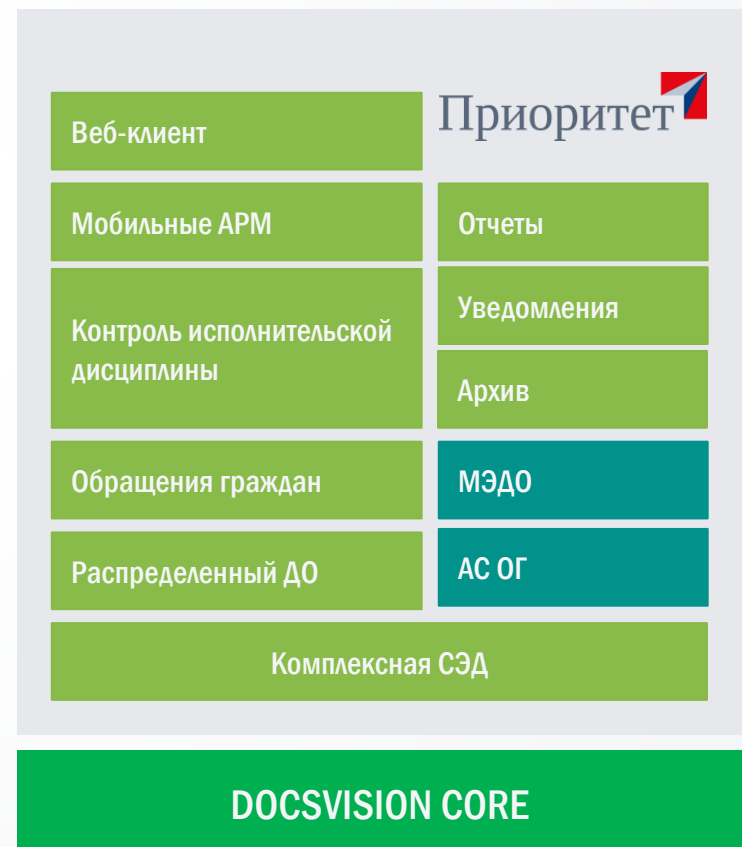 Приоритет
Веб-клиент
Мобильные АРМ
Отчеты
Контроль исполнительской
дисциплины
Уведомления
Архив
Обращения граждан
МЭДО
Распределенный ДО
АС ОГ
Комплексная СЭД
DOCSVISION CORE